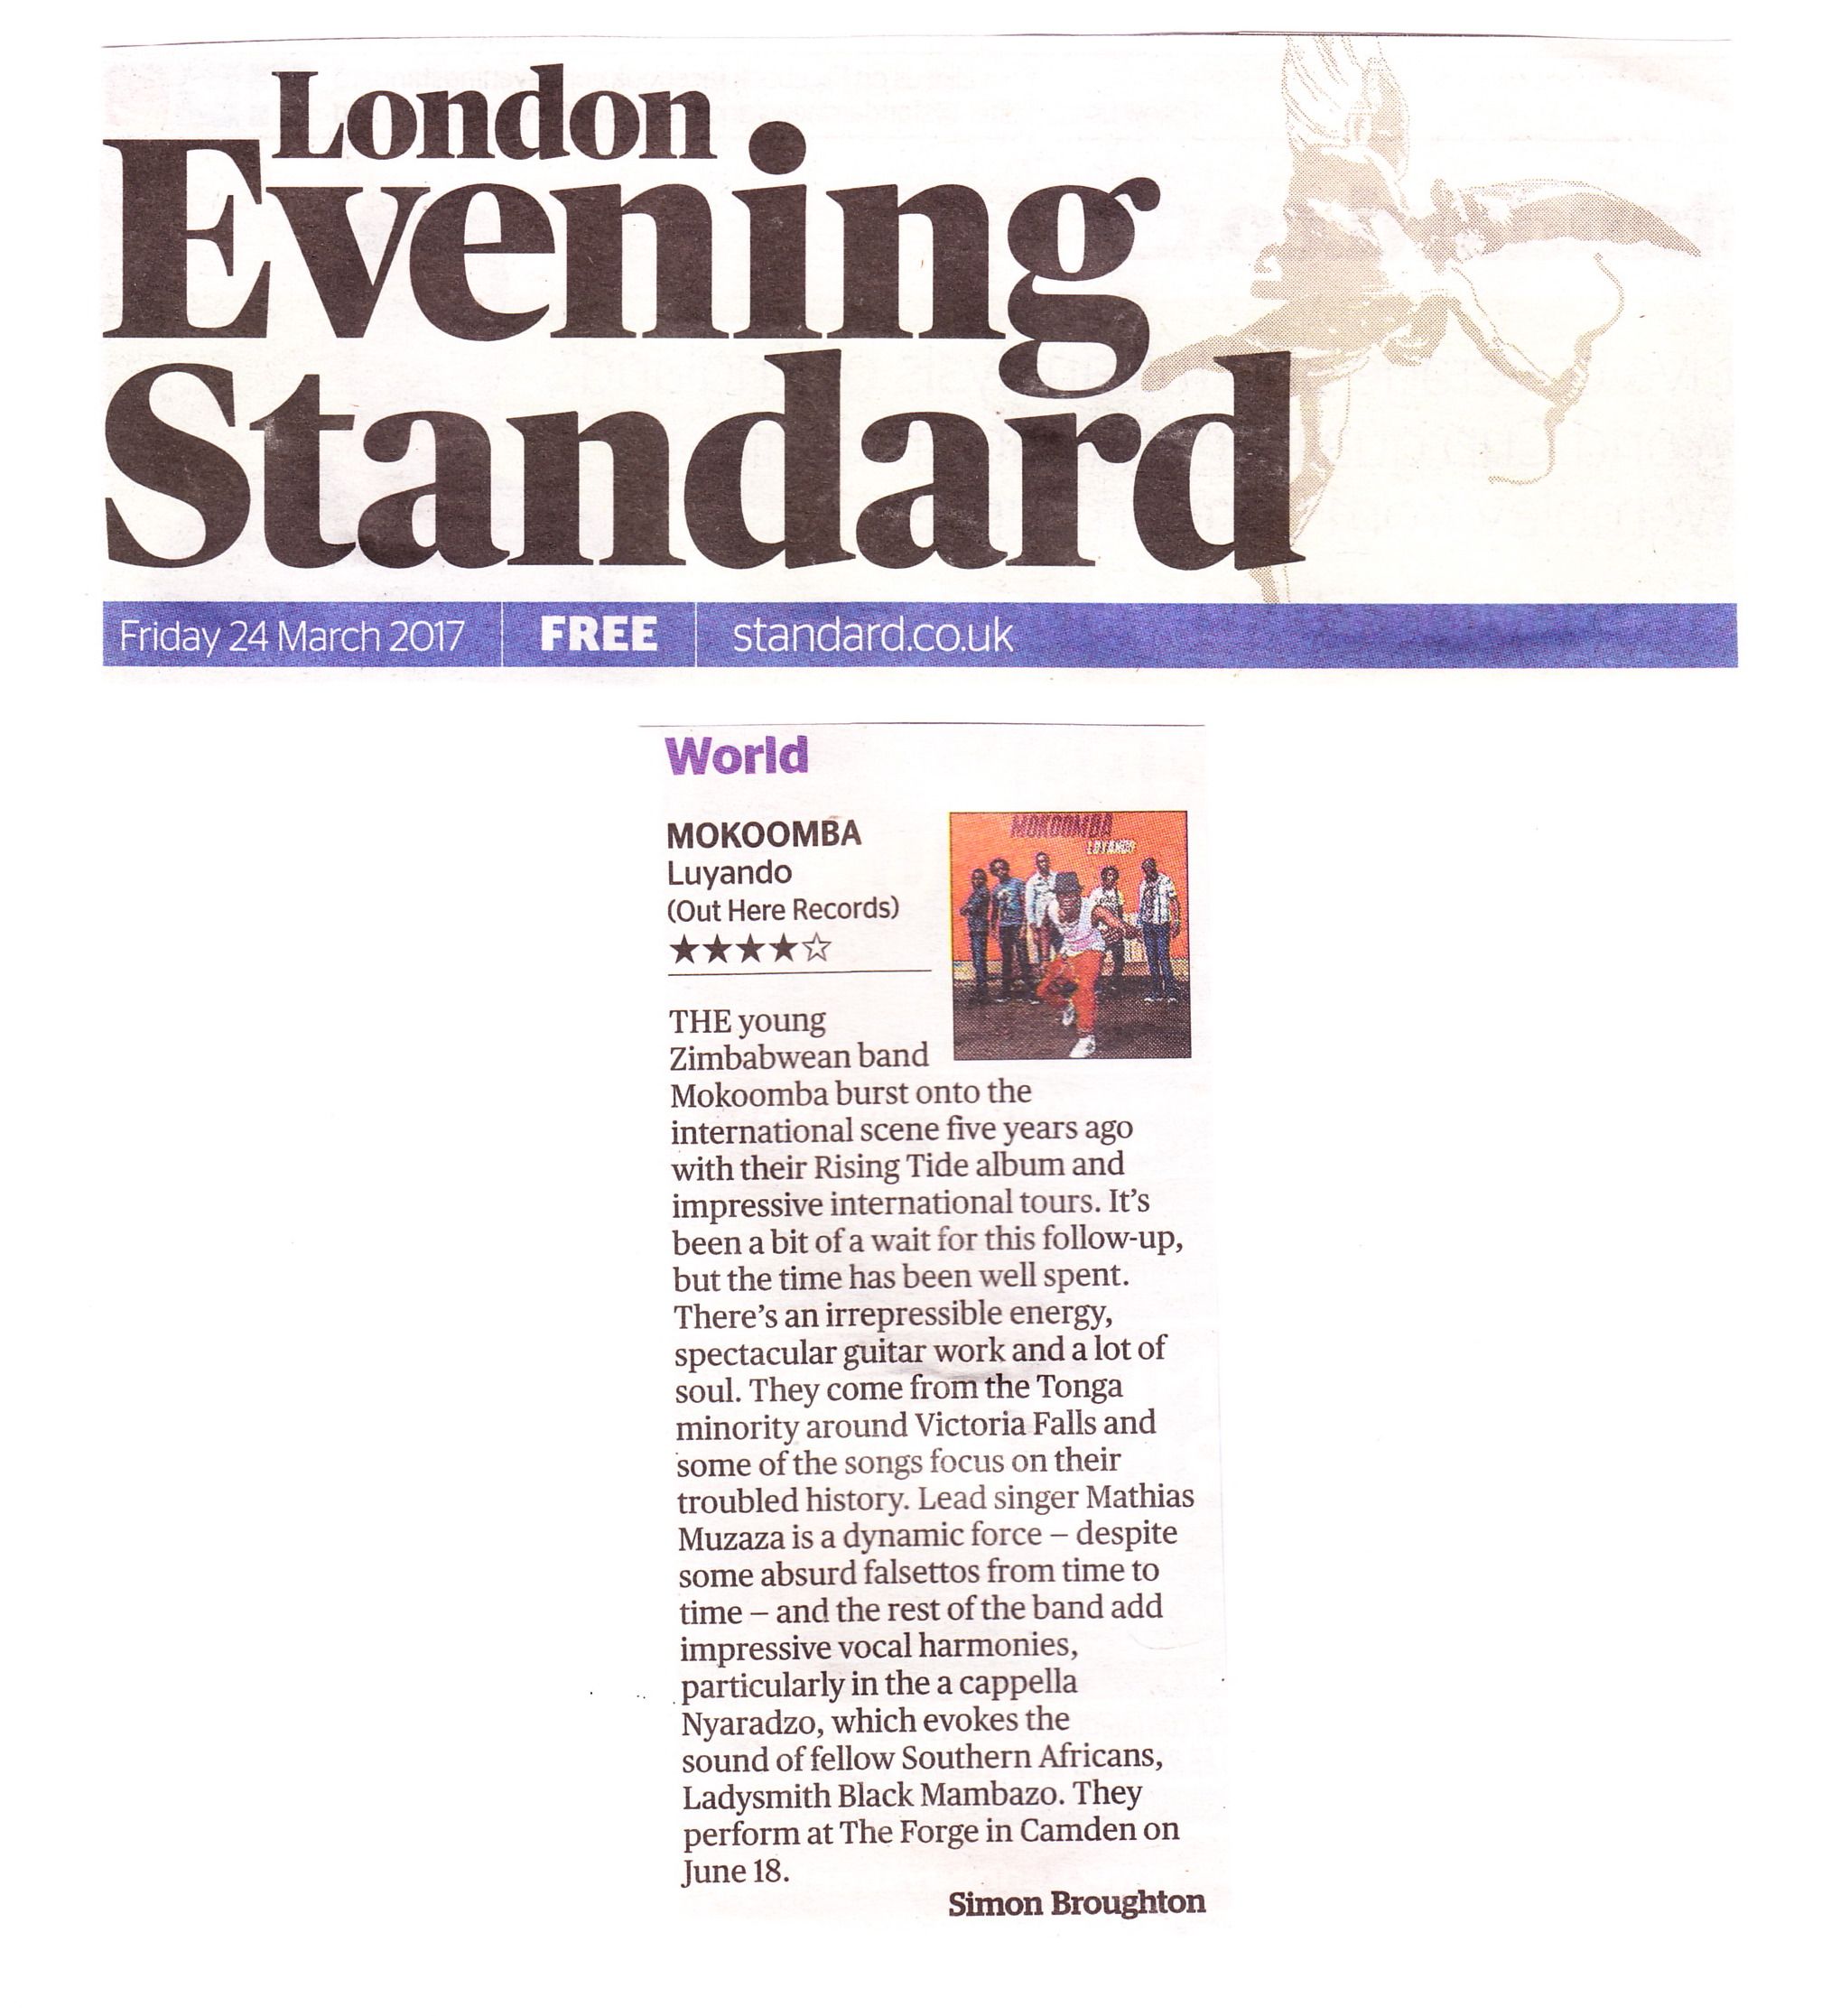 London
Evening
Standard
Friday 24 March 2017 FREE standard.co.uk
World
MOKOOMBA
Luyando
(Out Here Records)
★★★★☆
MOKOOMBA
LUYANDO
THE young
Zimbabwean band
Mokoomba burst onto the
international scene five years ago
with their Rising Tide album and
impressive international tours. It’s
been a bit of a wait for this follow-up,
but the time has been well spent.
There’s an irrepressible energy,
spectacular guitar work and a lot of
soul. They come from the Tonga
minority around Victoria Falls and
some of the songs focus on their
troubled history. Lead singer Mathias
Muzaza is a dynamic force – despite
some absurd falsettos from time to
time – and the rest of the band add
impressive vocal harmonies,
particularly in the a cappella
Nyaradzo, which evokes the
sound of fellow Southern Africans,
Ladysmith Black Mambazo. They
perform at The Forge in Camden on
June 18.
Simon Broughton